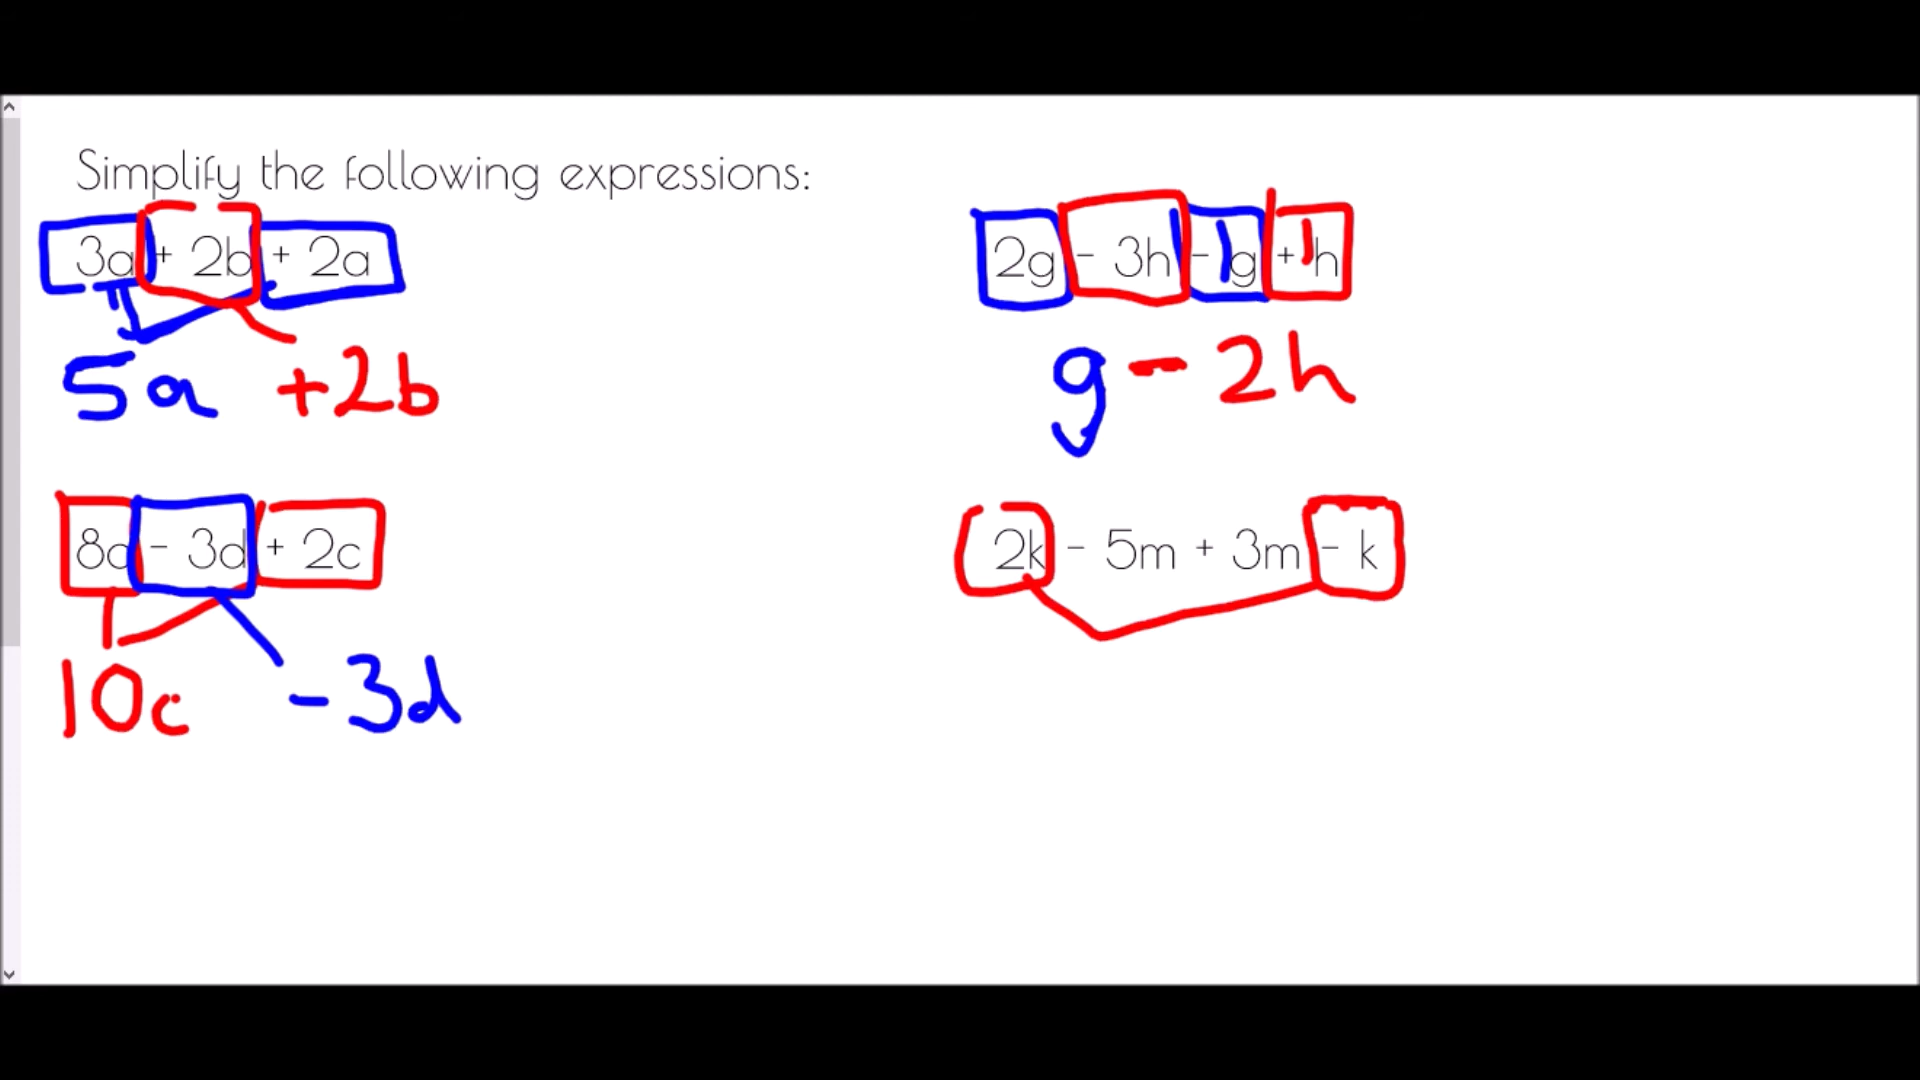 Simplify the following expressions:
3a + 2b + 2a
5a +2b
8c - 3d + 2c
10c - 3d
2g - 3h - 1g + 1h
g - 2h
2k - 5m + 3m - k